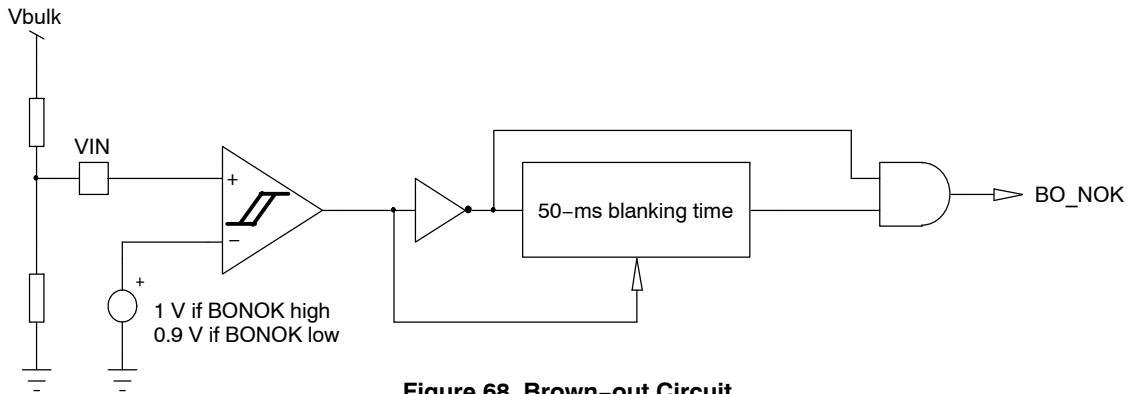 Vbulk
VIN
+
−
+
1 V if BONOK high
0.9 V if BONOK low
50−ms blanking time
BO_NOK
Figure 68. Brown−out Circuit